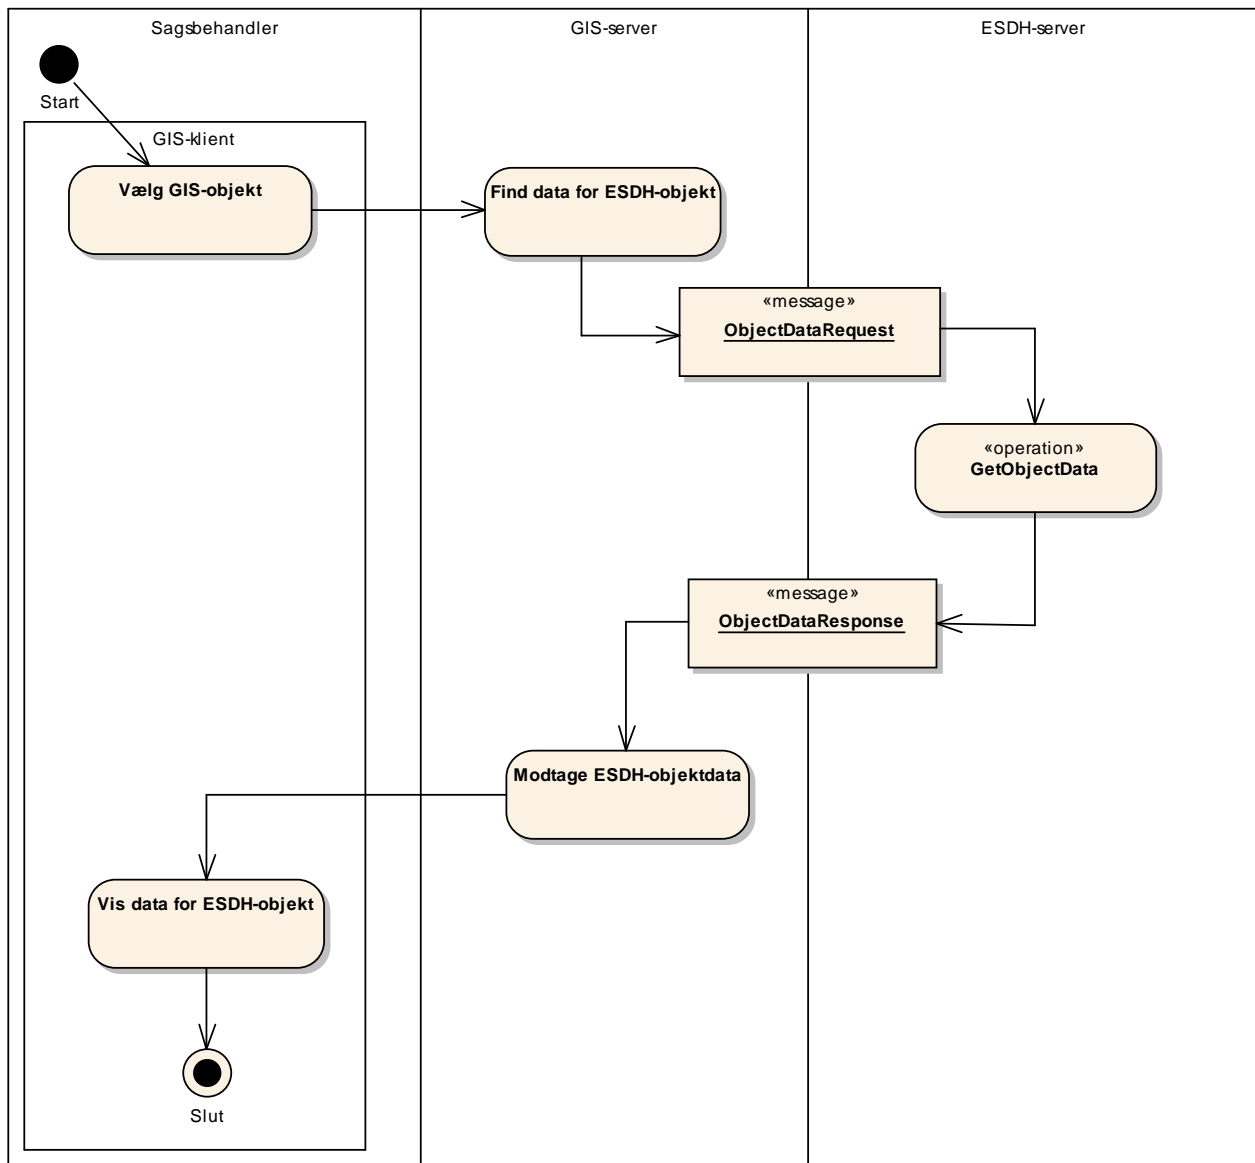 Sagsbehandler
GIS-server
ESDH-server
Start
GIS-klient
Vælg GIS-objekt
Find data for ESDH-objekt
«message»
ObjectDataRequest
«operation»
GetObjectData
«message»
ObjectDataResponse
Modtage ESDH-objektdata
Vis data for ESDH-objekt
Slut